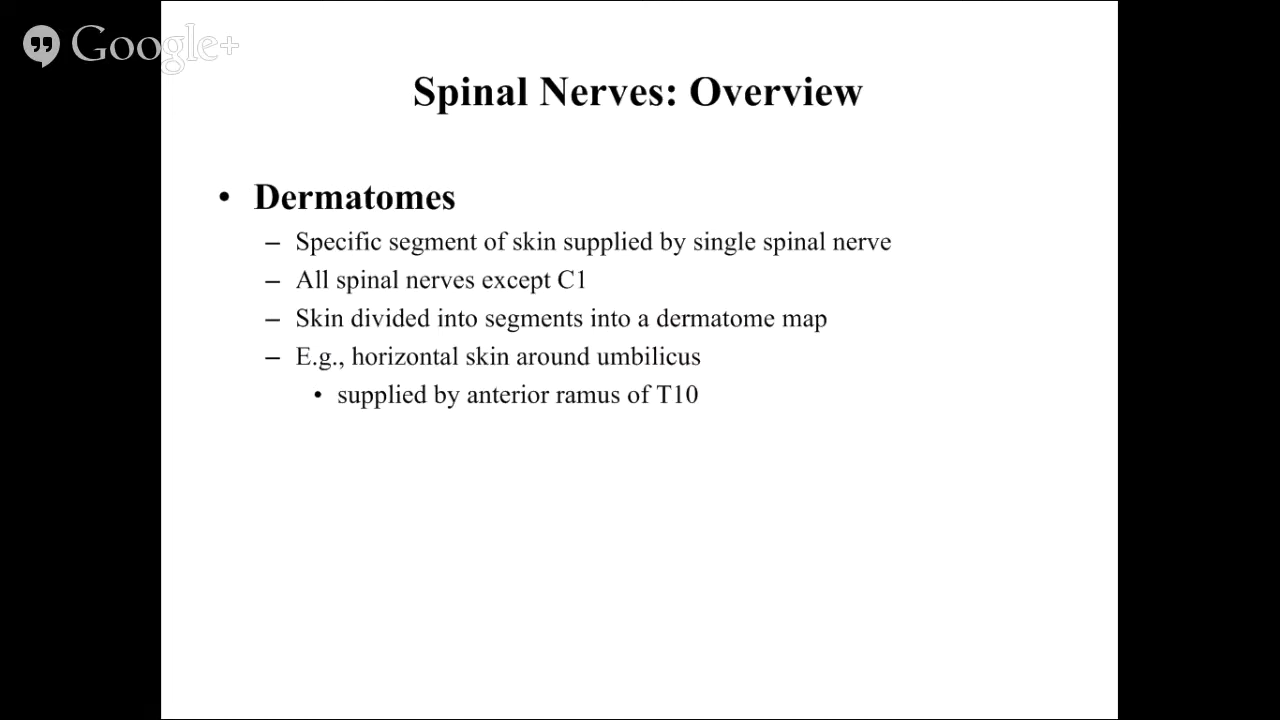 Google+
Spinal Nerves: Overview
• Dermatomes
– Specific segment of skin supplied by single spinal nerve
– All spinal nerves except C1
– Skin divided into segments into a dermatome map
– E.g., horizontal skin around umbilicus
• supplied by anterior ramus of T10